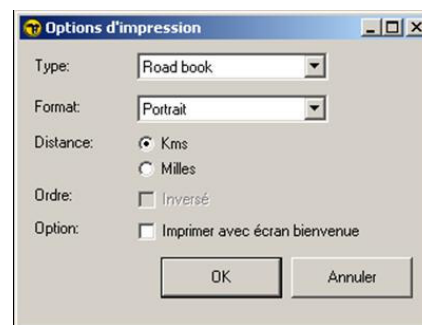 Options d'impression
Type: Road book
Format: Portrait
Distance: Kms
Milles
Ordre: Inversé
Option: Imprimer avec écran bienvenue
OK Annuler